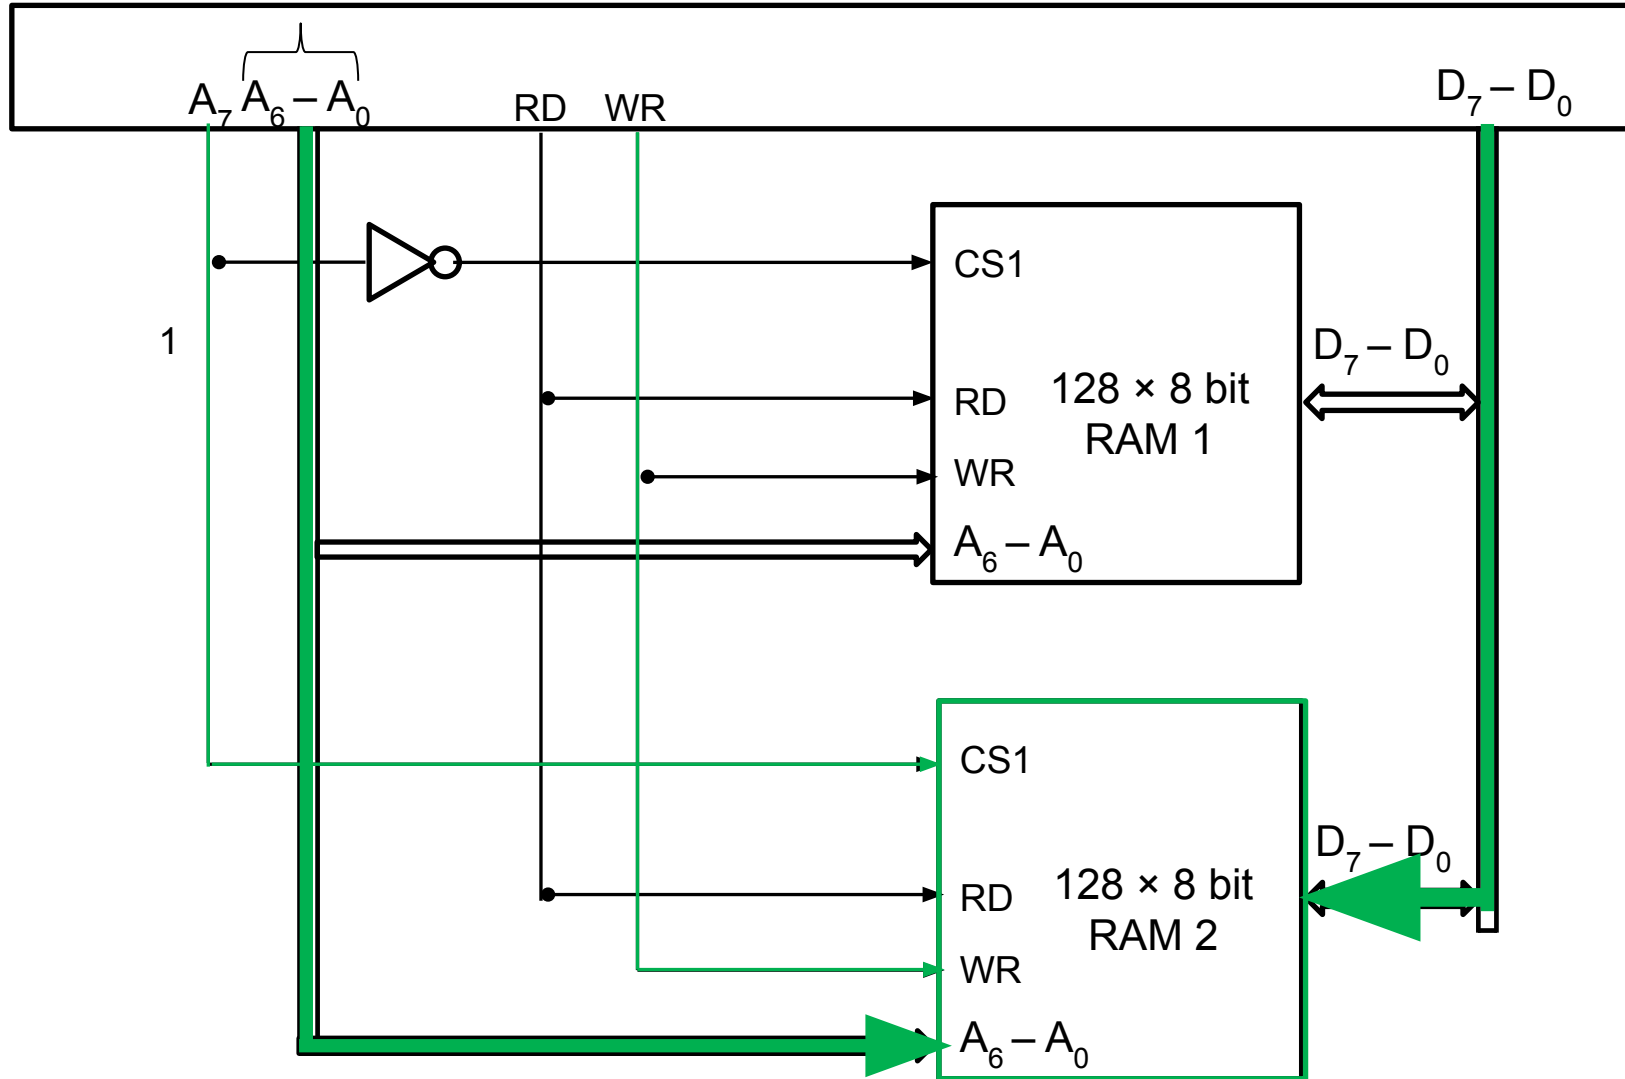 A₇ A₆ – A₀ RD WR D₇ – D₀
CS1
1
D₇ – D₀
128 × 8 bit
RD
RAM 1
WR
A₆ – A₀
CS1
D₇ – D₀
128 × 8 bit
RD
RAM 2
WR
A₆ – A₀